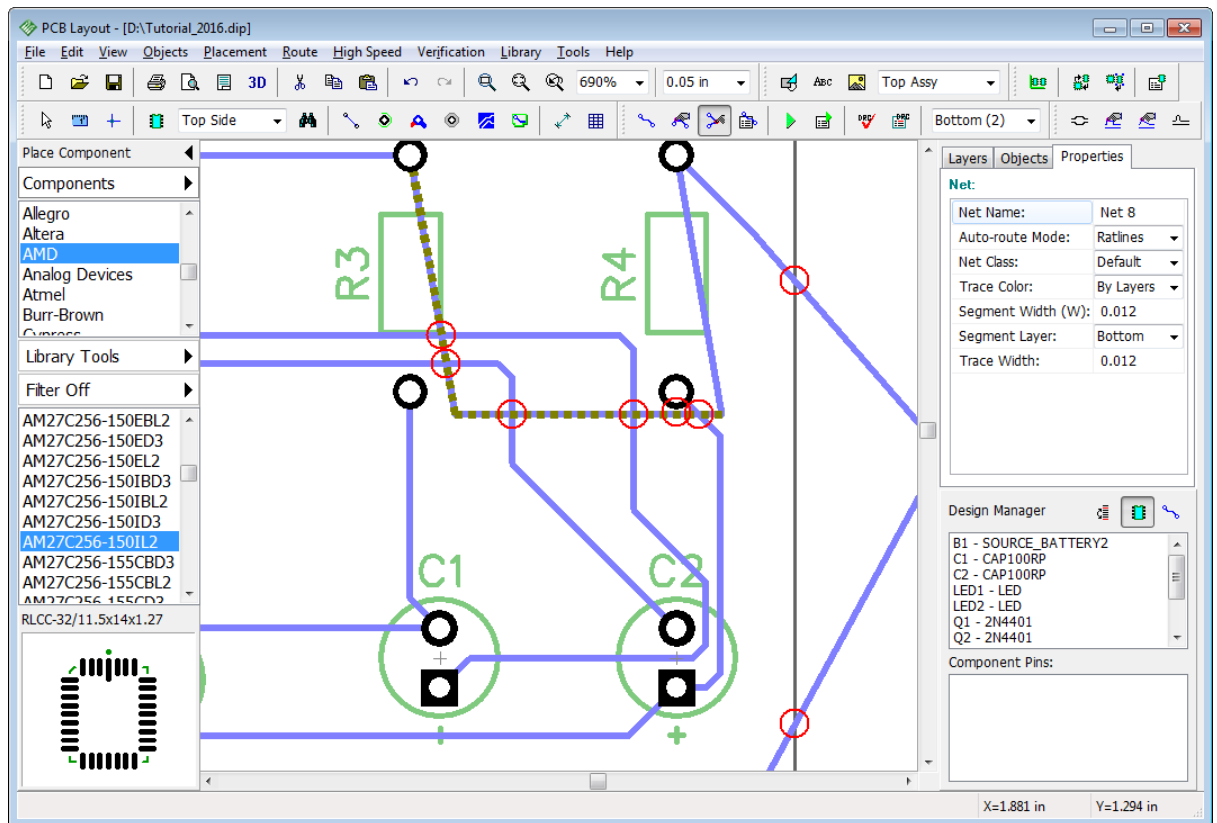 PCB Layout - [D:\Tutorial_2016.dip]
File Edit View Objects Placement Route High Speed Verification Library Tools Help
3D 690% 0.05 in ABC Top Assy
Top Side DRC DRC Bottom (2)
Place Component
Components
Allegro
Altera
AMD
Analog Devices
Atmel
Burr-Brown
Cypress
Library Tools
Filter Off
AM27C256-150EBL2
AM27C256-150ED3
AM27C256-150EL2
AM27C256-150IBD3
AM27C256-150IBL2
AM27C256-150ID3
AM27C256-150IL2
AM27C256-155CBD3
AM27C256-155CBL2
AM27C256-155CD3
RLCC-32/11.5x14x1.27
R3
R4
C1
C2
+
+
-
+
Layers Objects Properties
Net:
Net Name: Net 8
Auto-route Mode: Ratlines
Net Class: Default
Trace Color: By Layers
Segment Width (W): 0.012
Segment Layer: Bottom
Trace Width: 0.012
Design Manager
B1 - SOURCE_BATTERY2
C1 - CAP100RP
C2 - CAP100RP
LED1 - LED
LED2 - LED
Q1 - 2N4401
Q2 - 2N4401
Component Pins:
X=1.881 in Y=1.294 in